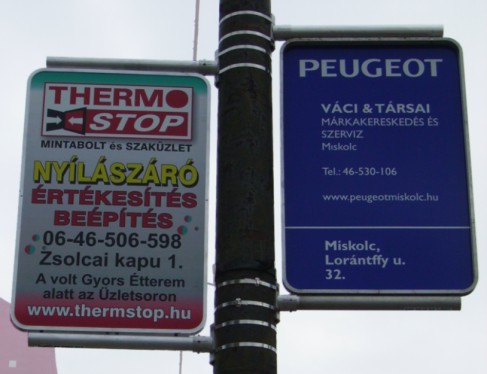 THERMO
STOP
MINTABOLT és SZAKÜZLET
NYÍLÁSZÁRÓ
ÉRTÉKESÍTÉS
BEÉPÍTÉS
06-46-506-598
Zsolcai kapu 1.
A volt Gyors Étterem
alatt az Üzletsoron
www.thermstop.hu
PEUGEOT
VÁCI & TÁRSAI
MÁRKAKERESKEDÉS ÉS
SZERVIZ
Miskolc
Tel.: 46-530-106
www.peugeotmiskolc.hu
Miskolc,
Lorántffy u.
32.